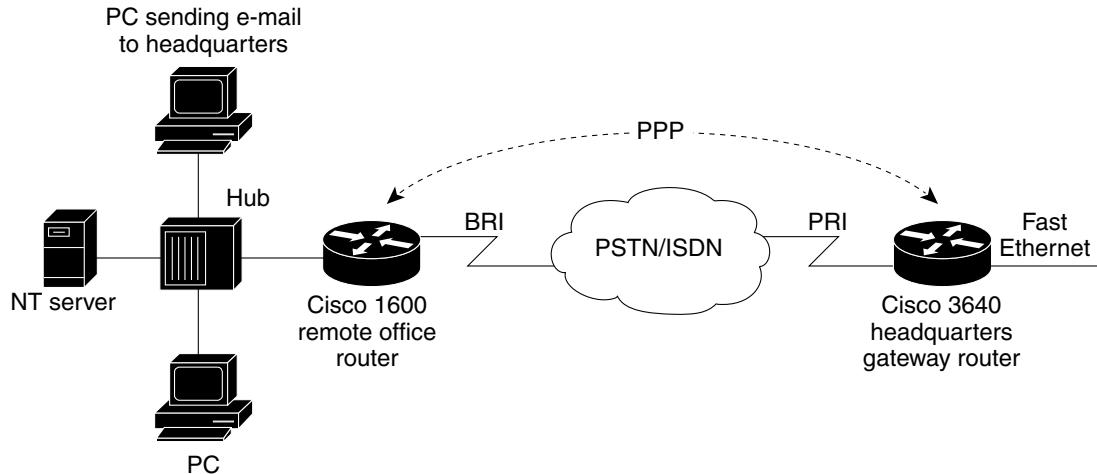 PC sending e-mail
to headquarters
PPP
Hub
BRI
PSTN/ISDN
PRI
Fast
Ethernet
NT server
Cisco 1600
remote office
router
Cisco 3640
headquarters
gateway router
PC